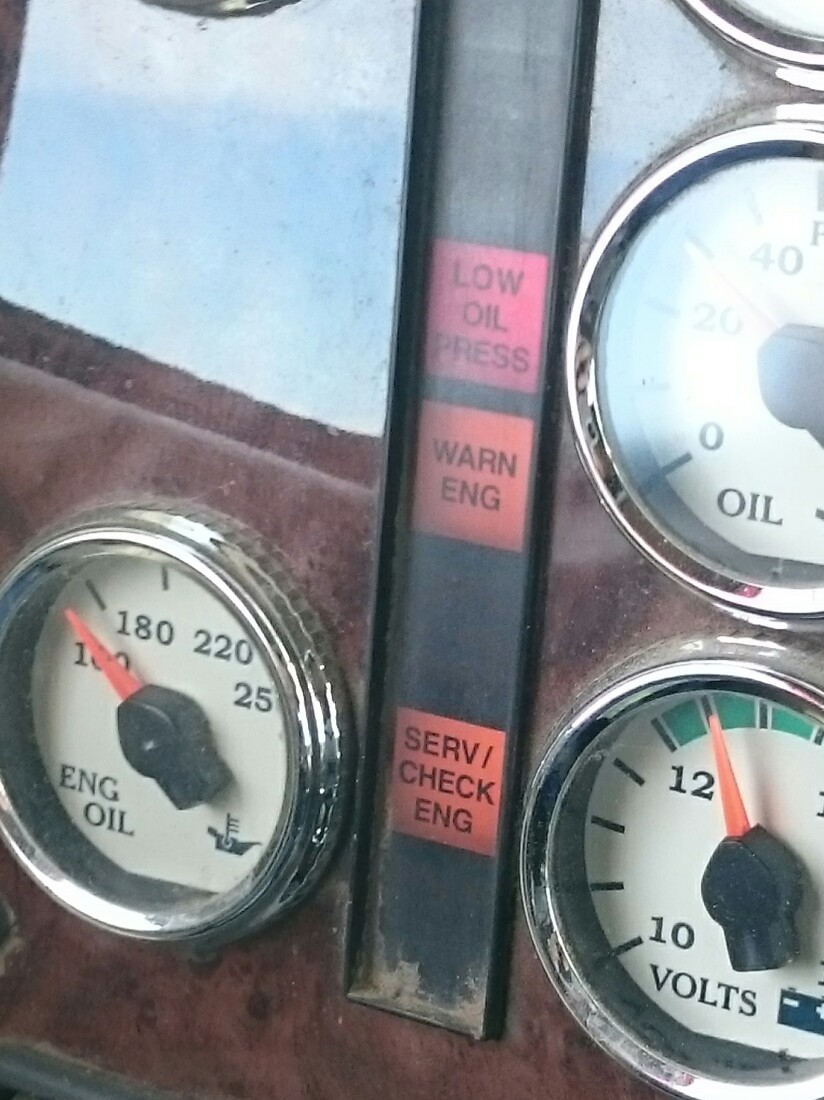 LOW
OIL
PRESS
WARN
ENG
SERV/
CHECK
ENG
40
20
0
OIL
180 220
25
ENG
OIL
12
10
VOLTS